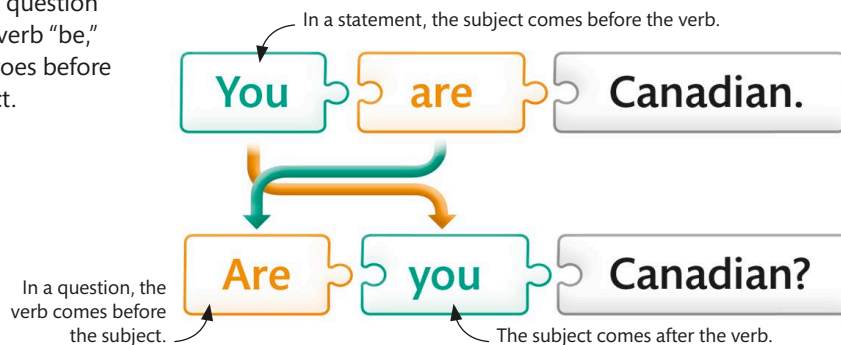 question
verb “be,”
oes before
t.
In a statement, the subject comes before the verb.
You are Canadian.
Are you Canadian?
In a question, the
verb comes before
the subject.
The subject comes after the verb.